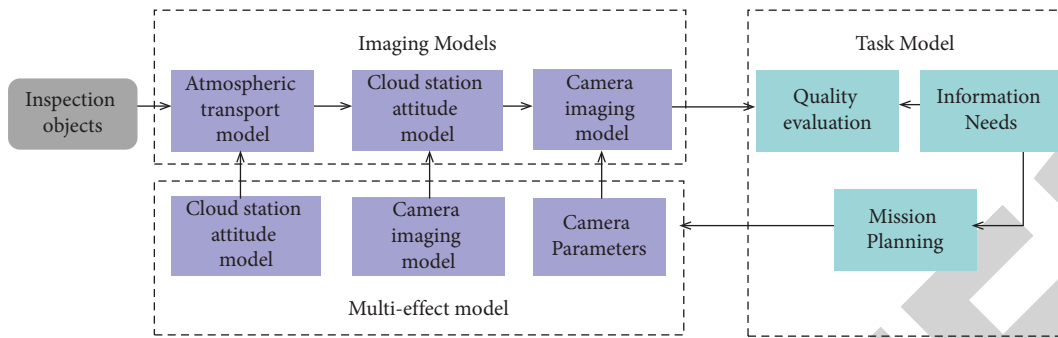 Imaging Models
Task Model
Inspection
objects
Atmospheric
transport
model
Cloud station
attitude
model
Camera
imaging
model
Quality
evaluation
Information
Needs
Cloud station
attitude
model
Camera
imaging
model
Camera
Parameters
Mission
Planning
Multi-effect model